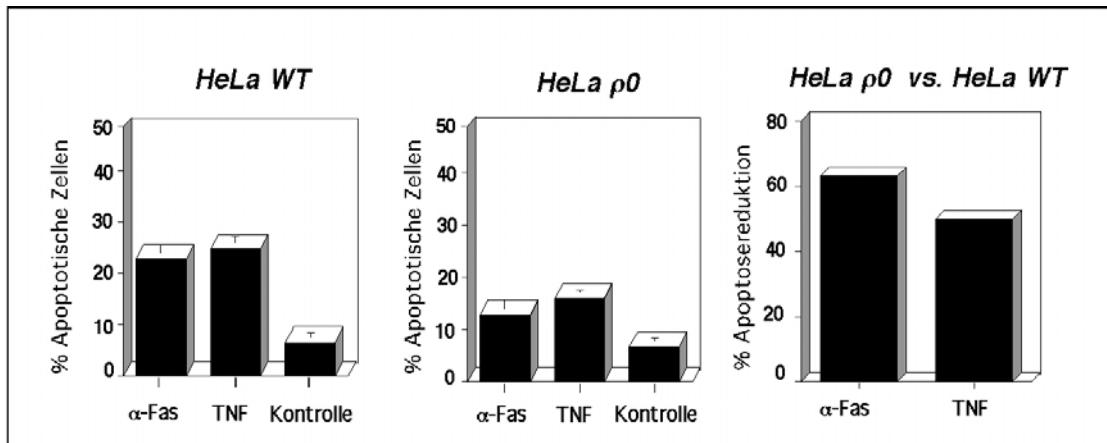 HeLa WT
% Apoptotische Zellen
50
40
30
20
10
0
α-Fas TNF Kontrolle
HeLa ρ0
% Apoptotische Zellen
50
40
30
20
10
0
α-Fas TNF Kontrolle
HeLa ρ0 vs. HeLa WT
% Apoptosereduktion
80
60
40
20
0
α-Fas TNF